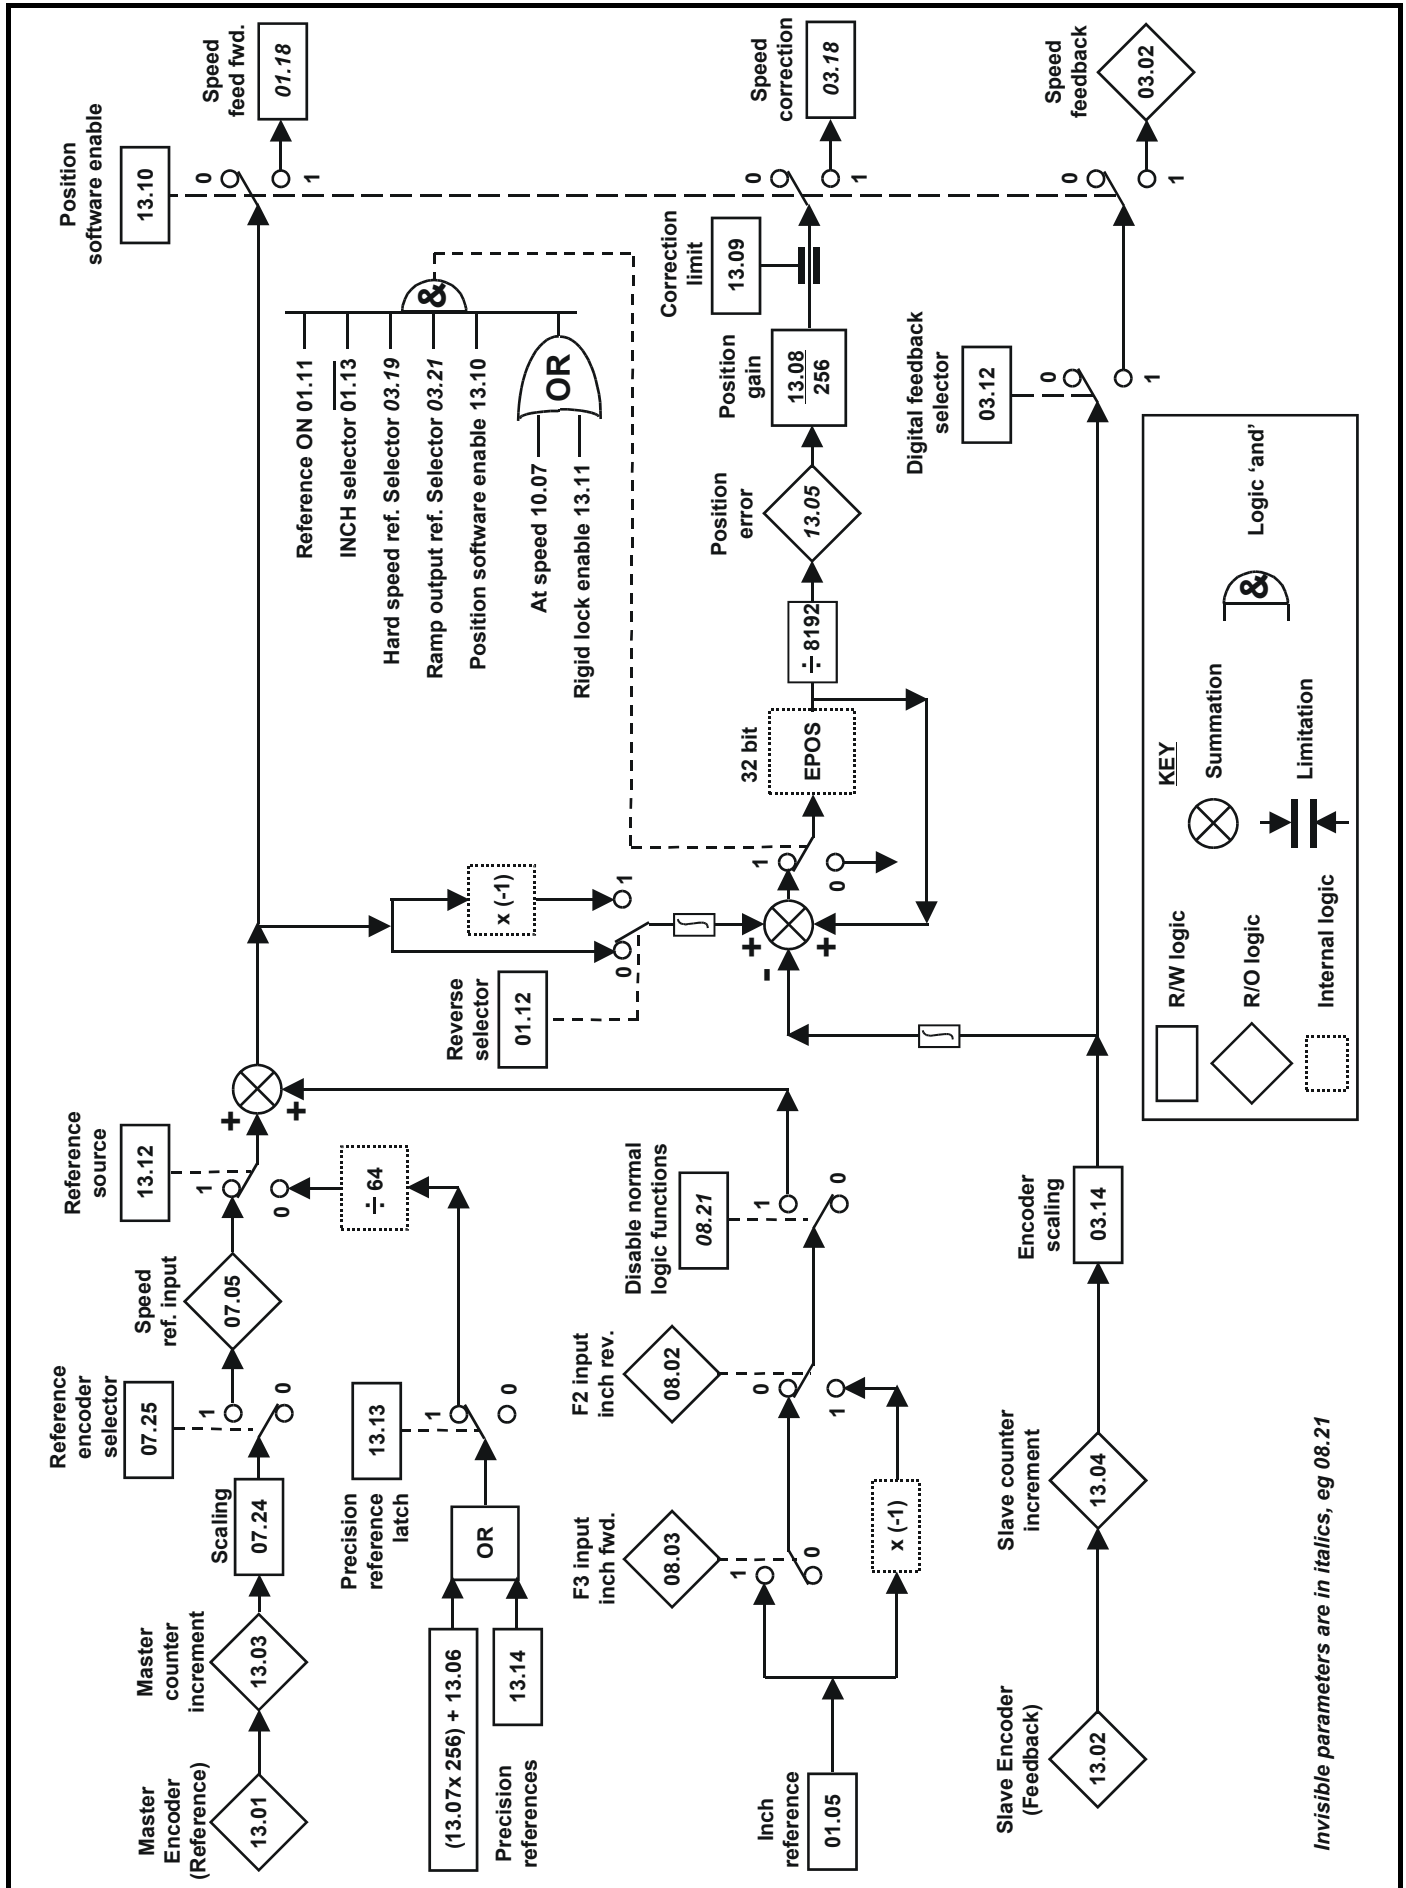 Master
Encoder
(Reference)
13.01
Master
counter
increment
13.03
Scaling
07.24
Reference
encoder
selector
07.25
1
0
Speed
ref. input
07.05
Reference
source
13.12
1
0
÷ 64
+
+
Position
software enable
13.10
0
1
Speed
feed fwd.
01.18
(13.07x 256) + 13.06
13.14
Precision
references
OR
Precision
reference
latch
13.13
1
0
Reverse
selector
01.12
0
1
x (-1)
Reference ON 01.11
INCH selector 01.13
Hard speed ref. Selector 03.19
Ramp output ref. Selector 03.21
Position software enable 13.10
At speed 10.07
Rigid lock enable 13.11
OR
&
Inch
reference
01.05
F3 input
inch fwd.
08.03
1
0
x (-1)
F2 input
inch rev.
08.02
0
1
Disable normal
logic functions
08.21
1
0
+
-
+
1
0
32 bit
EPOS
÷ 8192
Position
error
13.05
Position
gain
13.08
256
Correction
limit
13.09
0
1
Speed
correction
03.18
Slave Encoder
(Feedback)
13.02
Slave counter
increment
13.04
Encoder
scaling
03.14
Digital feedback
selector
03.12
0
1
0
1
Speed
feedback
03.02
KEY
R/W logic
Summation
R/O logic
&
Logic ‘and’
Internal logic
Limitation
Invisible parameters are in italics, eg 08.21